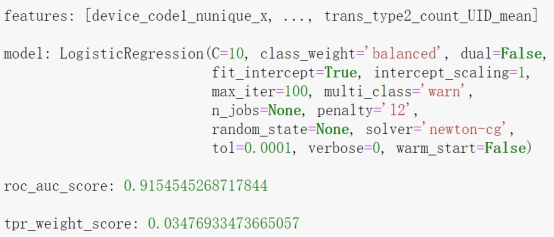 features: [device_code1_nunique_x, ..., trans_type2_count_UID_mean]
model: LogisticRegression(C=10, class_weight='balanced', dual=False,
fit_intercept=True, intercept_scaling=1,
max_iter=100, multi_class='warn',
n_jobs=None, penalty='l2',
random_state=None, solver='newton-cg',
tol=0.0001, verbose=0, warm_start=False)
roc_auc_score: 0.9154545268717844
tpr_weight_score: 0.03476933473665057